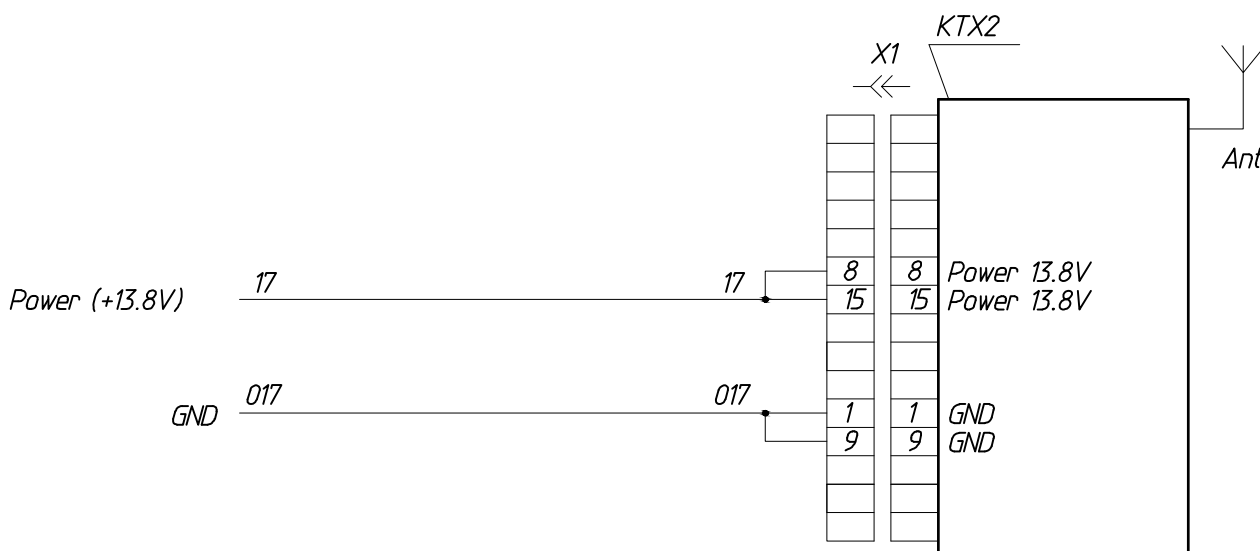 KTX2
X1
Ant
17 17 8 8 Power 13.8V
Power (+13.8V) 15 15 Power 13.8V
017 017
GND 1 1 GND
9 9 GND